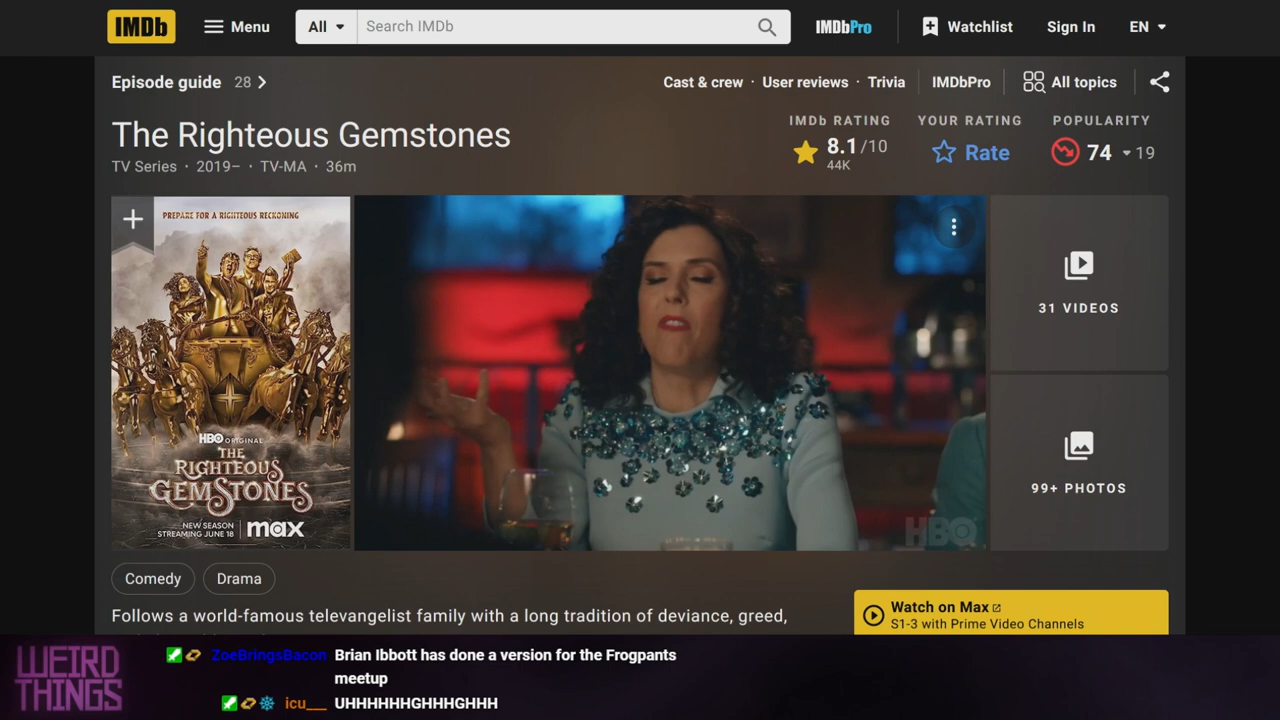 IMDb
Menu
All
Search IMDb
IMDbPro
Watchlist
Sign In
EN
Episode guide 28
Cast & crew · User reviews · Trivia
IMDbPro
All topics
The Righteous Gemstones
TV Series · 2019– · TV-MA · 36m
IMDb RATING
8.1/10
44K
YOUR RATING
Rate
POPULARITY
74
19
PREPARE FOR A RIGHTEOUS RECKONING
HBO ORIGINAL
THE
RIGHTEOUS
GEMSTONES
NEW SEASON
STREAMING JUNE 18
max
HBO
31 VIDEOS
99+ PHOTOS
Comedy
Drama
Follows a world-famous televangelist family with a long tradition of deviance, greed,
Watch on Max
S1-3 with Prime Video Channels
WEIRD
THINGS
ZoeBringsBacon Brian Ibbott has done a version for the Frogpants
meetup
icu___ UHHHHHHGHHHGHHH